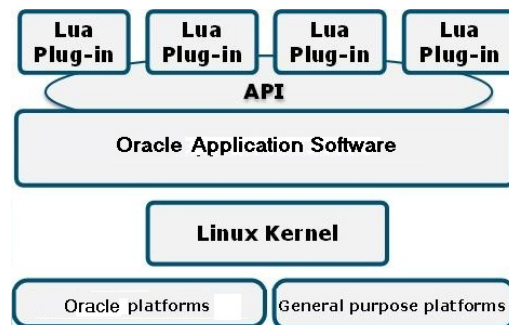 Lua
Plug-in
Lua
Plug-in
Lua
Plug-in
Lua
Plug-in
API
Oracle Application Software
Linux Kernel
Oracle platforms
General purpose platforms